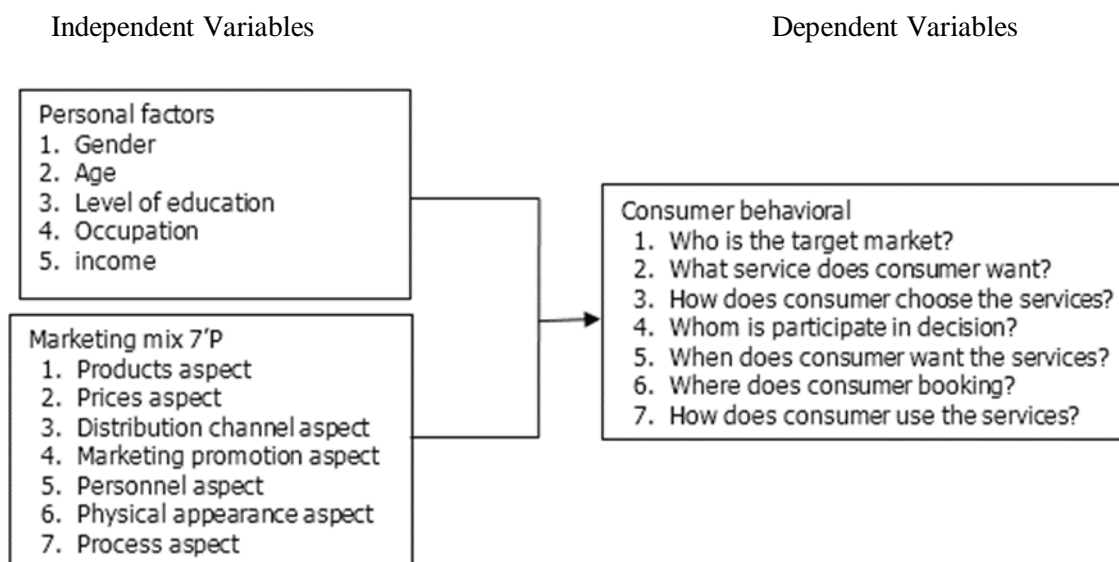 Independent Variables
Dependent Variables
Personal factors
1. Gender
2. Age
3. Level of education
4. Occupation
5. income
Marketing mix 7'P
1. Products aspect
2. Prices aspect
3. Distribution channel aspect
4. Marketing promotion aspect
5. Personnel aspect
6. Physical appearance aspect
7. Process aspect
Consumer behavioral
1. Who is the target market?
2. What service does consumer want?
3. How does consumer choose the services?
4. Whom is participate in decision?
5. When does consumer want the services?
6. Where does consumer booking?
7. How does consumer use the services?